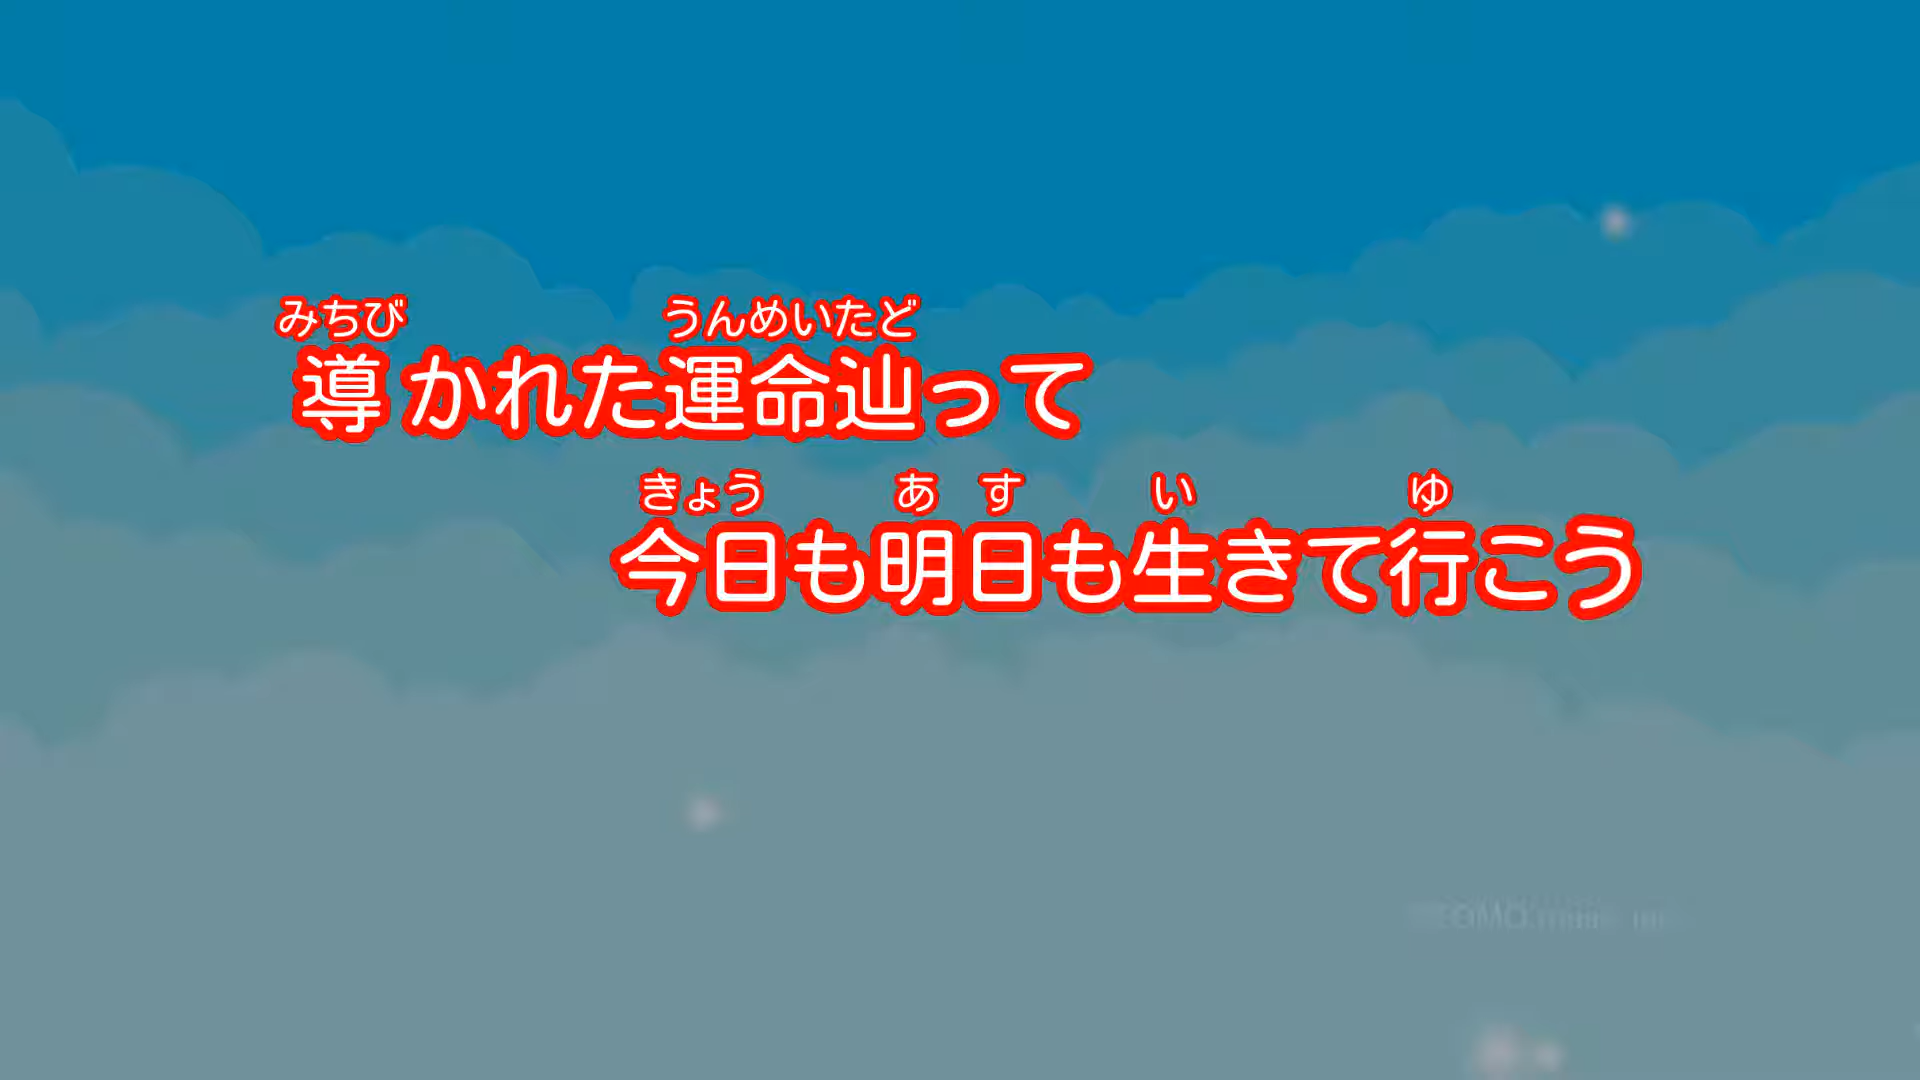 みちび うんめいたど
導かれた運命辿って
きょう あす い ゆ
今日も明日も生きて行こう